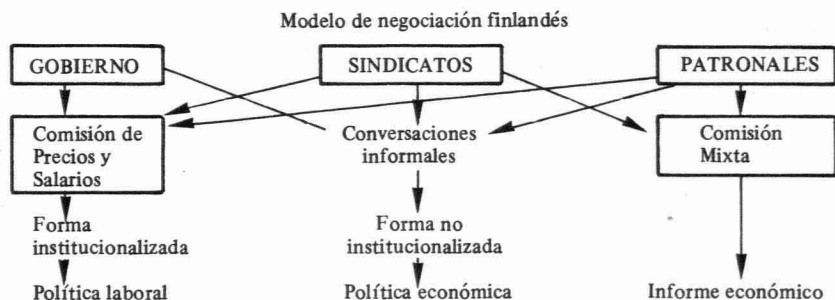 Modelo de negociación finlandés
GOBIERNO
SINDICATOS
PATRONALES
Comisión de
Precios y
Salarios
Conversaciones
informales
Comisión
Mixta
Forma
institucionalizada
Forma no
institucionalizada
Política laboral
Política económica
Informe económico